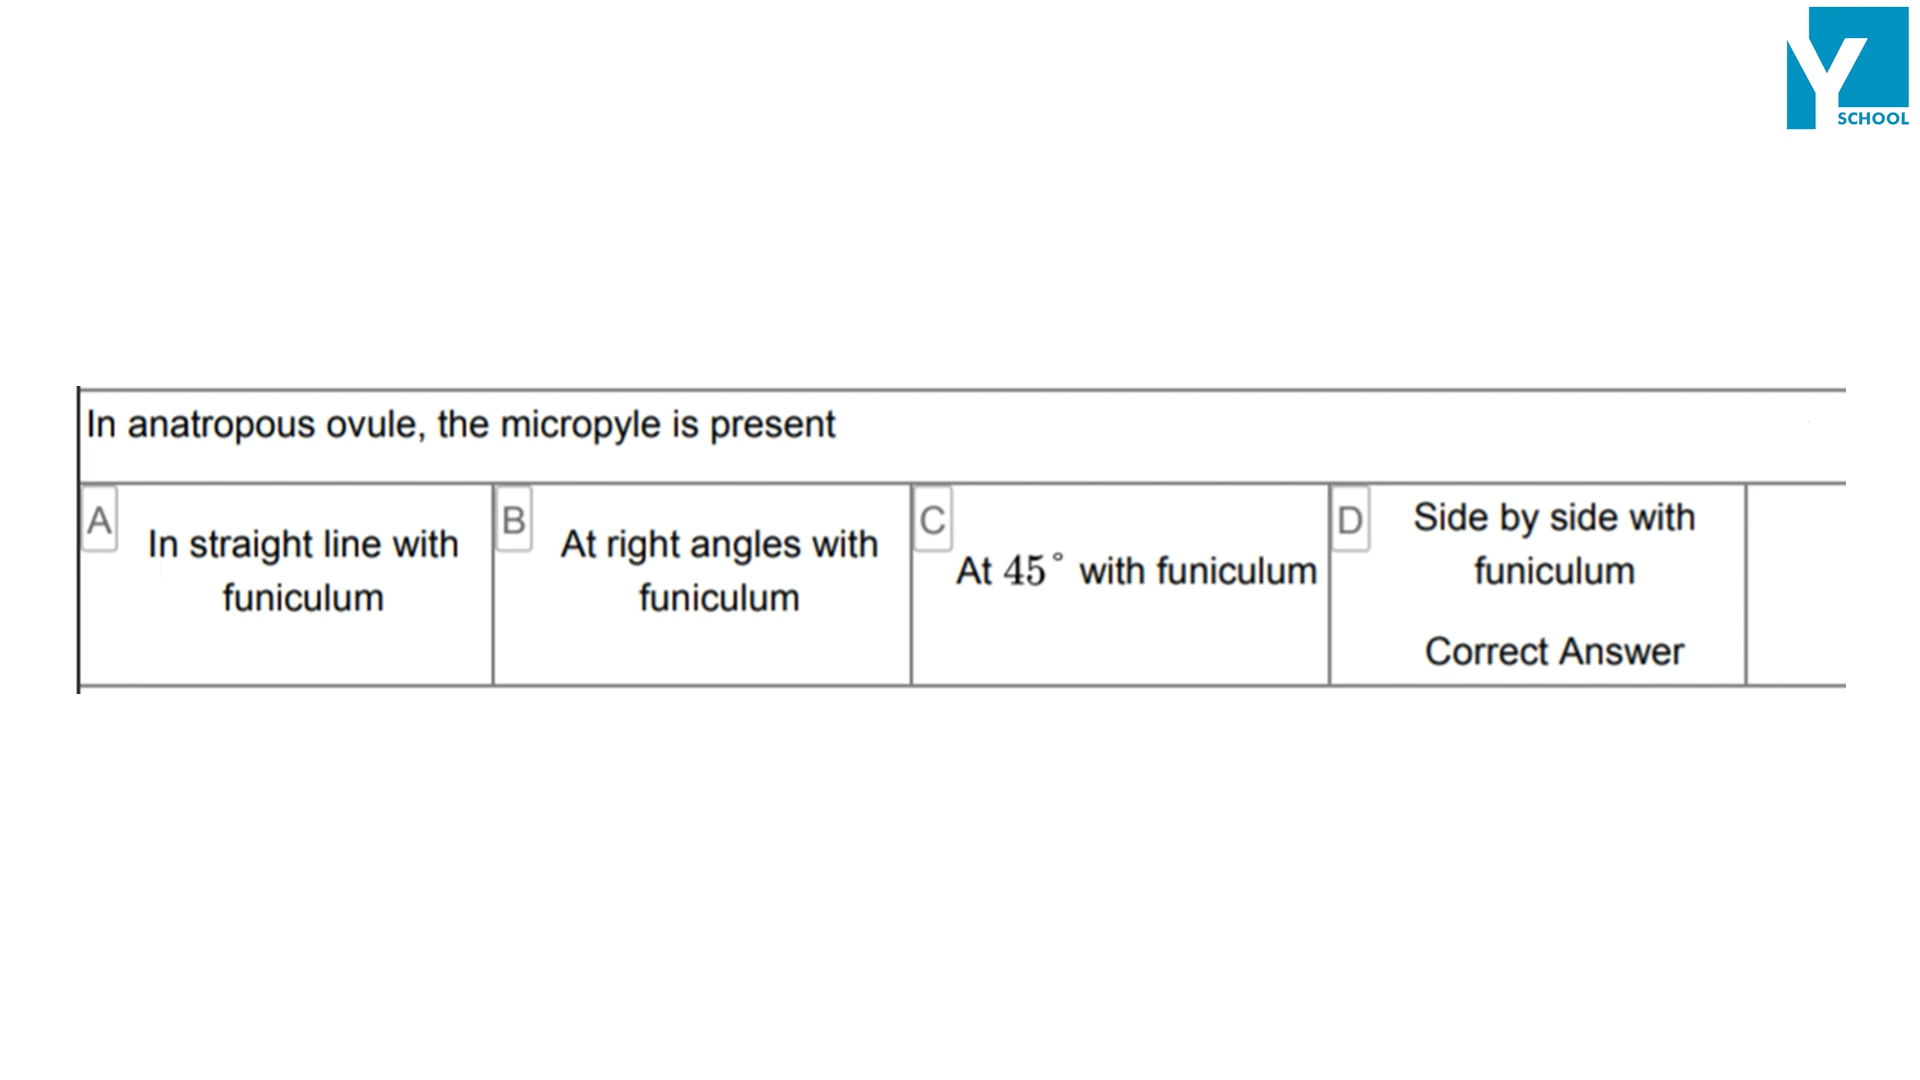 Y
SCHOOL
In anatropous ovule, the micropyle is present
A
In straight line with
funiculum
B
At right angles with
funiculum
C
At 45° with funiculum
D
Side by side with
funiculum
Correct Answer